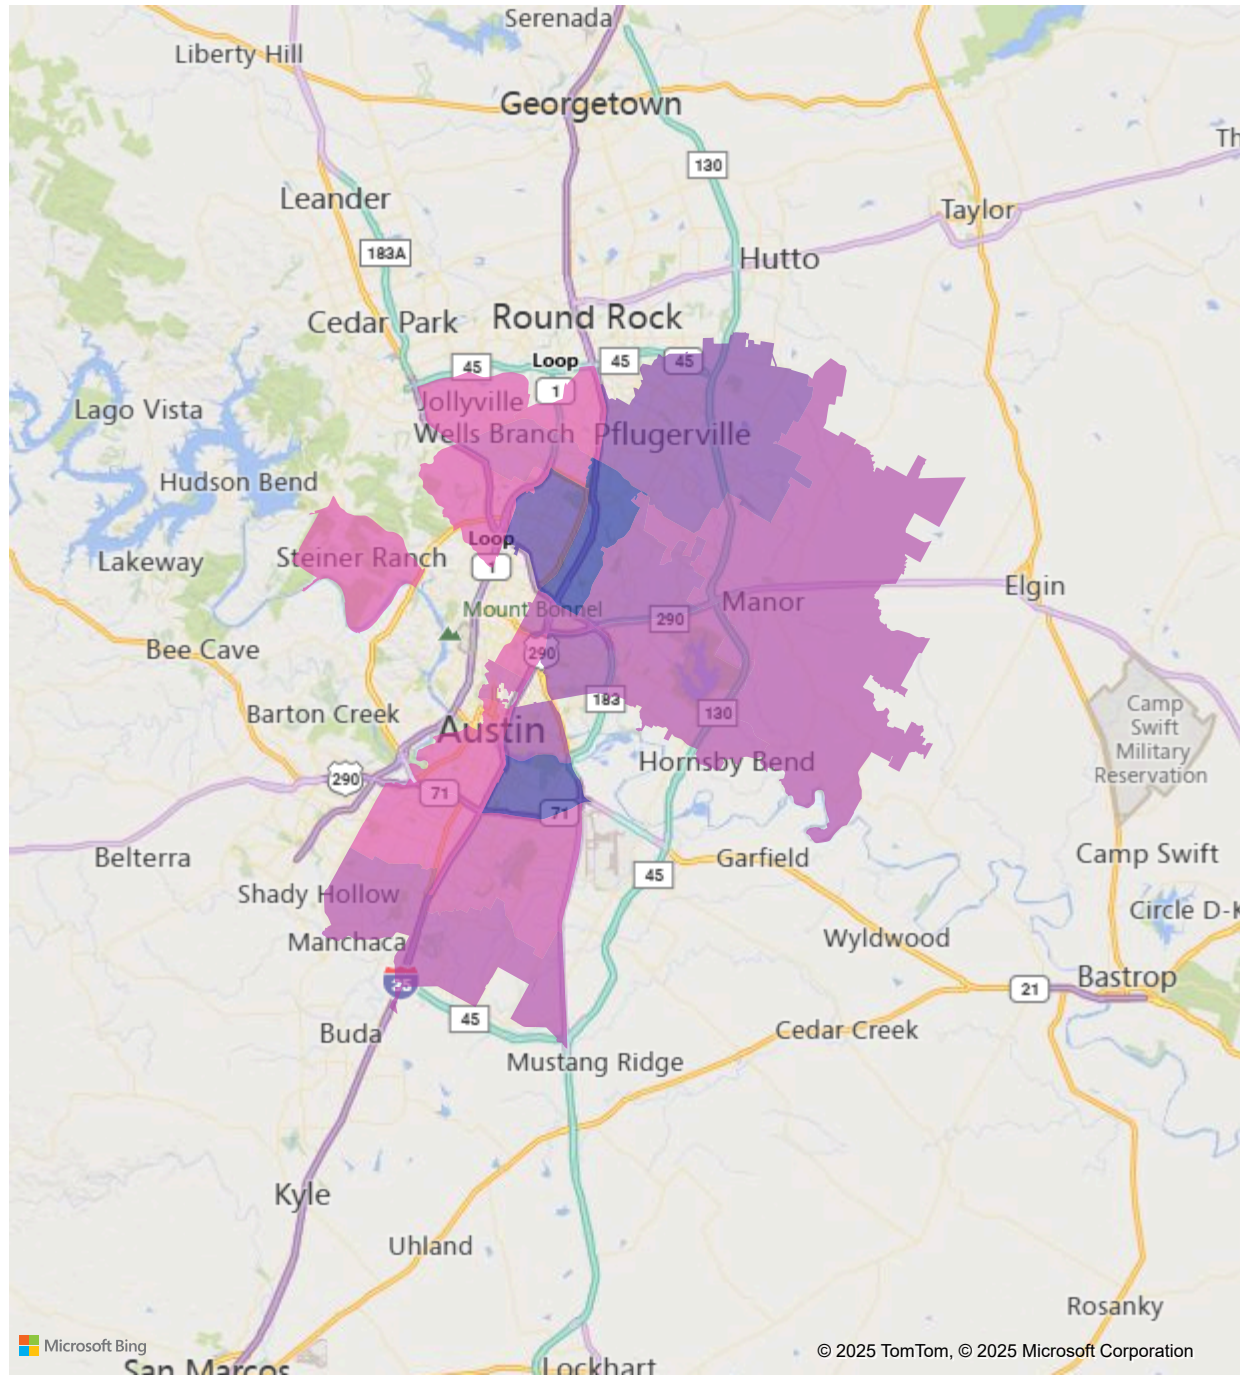 Serenada
Liberty Hill
Georgetown
130
Th
Leander
Taylor
183A
Hutto
Cedar Park
Round Rock
45
Loop
45
45
1
Jollyville
Lago Vista
Wells Branch
Pflugerville
Hudson Bend
Loop
Steiner Ranch
Lakeway
1
Elgin
Mount Bonnel
Manor
290
Bee Cave
290
183
Barton Creek
130
Camp
Swift
Military
Reservation
Austin
Hornsby Bend
290
71
71
Belterra
Garfield
Camp Swift
45
Shady Hollow
Circle D-K
Manchaca
Wyldwood
35
21
Bastrop
45
Buda
Cedar Creek
Mustang Ridge
Kyle
Uhland
Rosanky
Microsoft Bing
© 2025 TomTom, © 2025 Microsoft Corporation
San Marcos
Lockhart